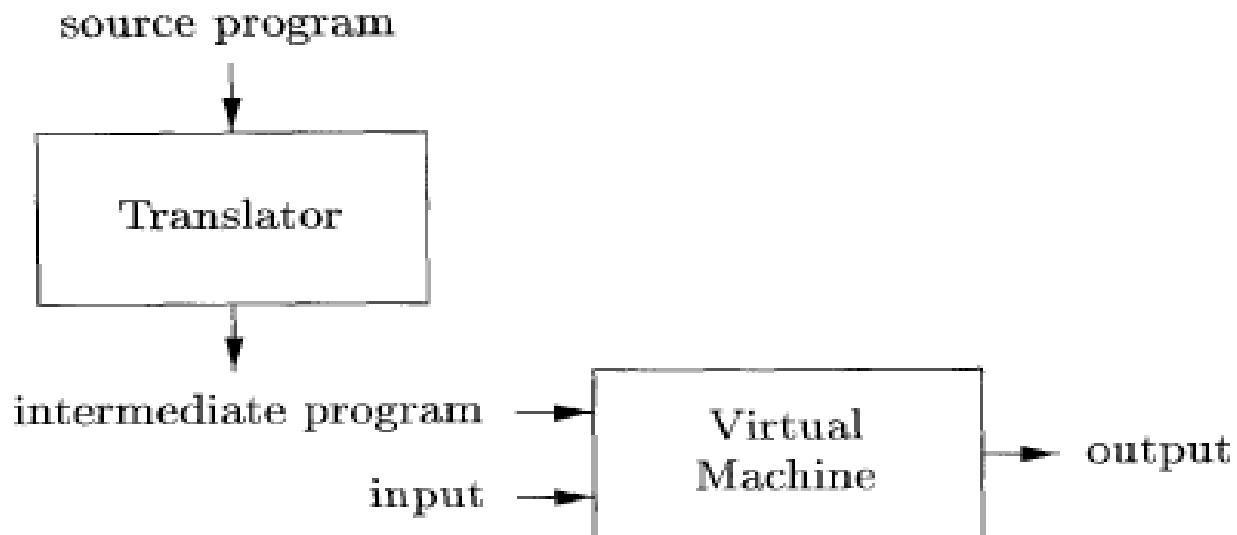 source program
Translator
intermediate program
Virtual
Machine
output
input